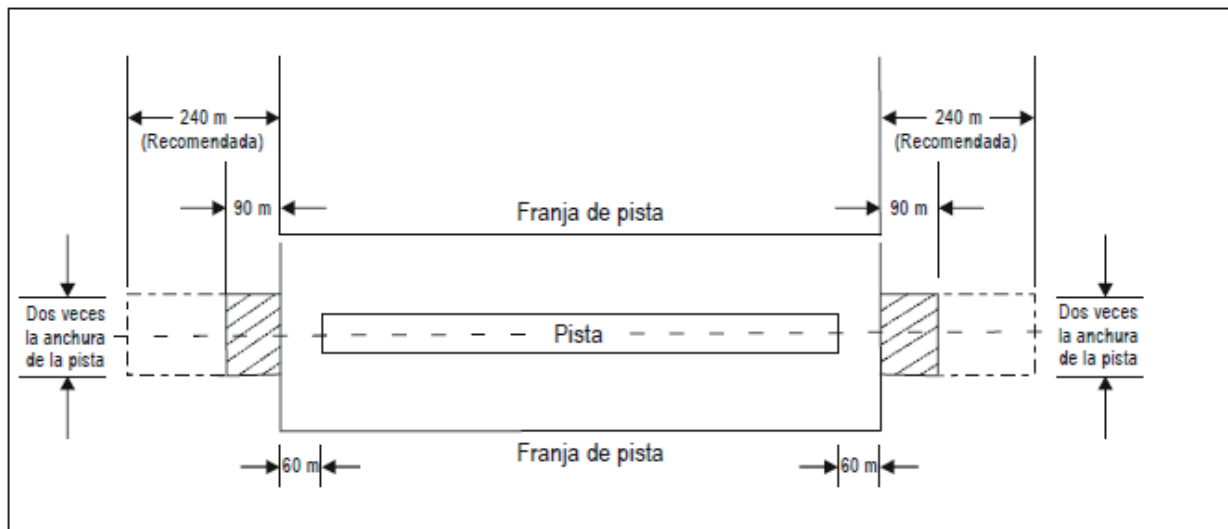 240 m
(Recomendada)
240 m
(Recomendada)
90 m
Franja de pista
90 m
Dos veces
la anchura
de la pista
Pista
Dos veces
la anchura
de la pista
60 m
Franja de pista
60 m